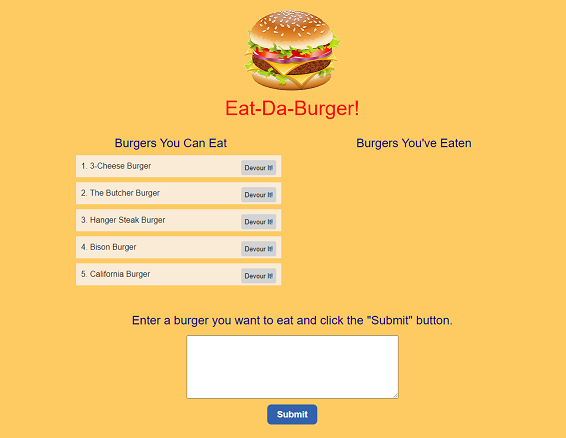 Eat-Da-Burger!
Burgers You Can Eat
Burgers You've Eaten
1. 3-Cheese Burger
Devour It!
2. The Butcher Burger
Devour It!
3. Hanger Steak Burger
Devour It!
4. Bison Burger
Devour It!
5. California Burger
Devour It!
Enter a burger you want to eat and click the "Submit" button.
Submit